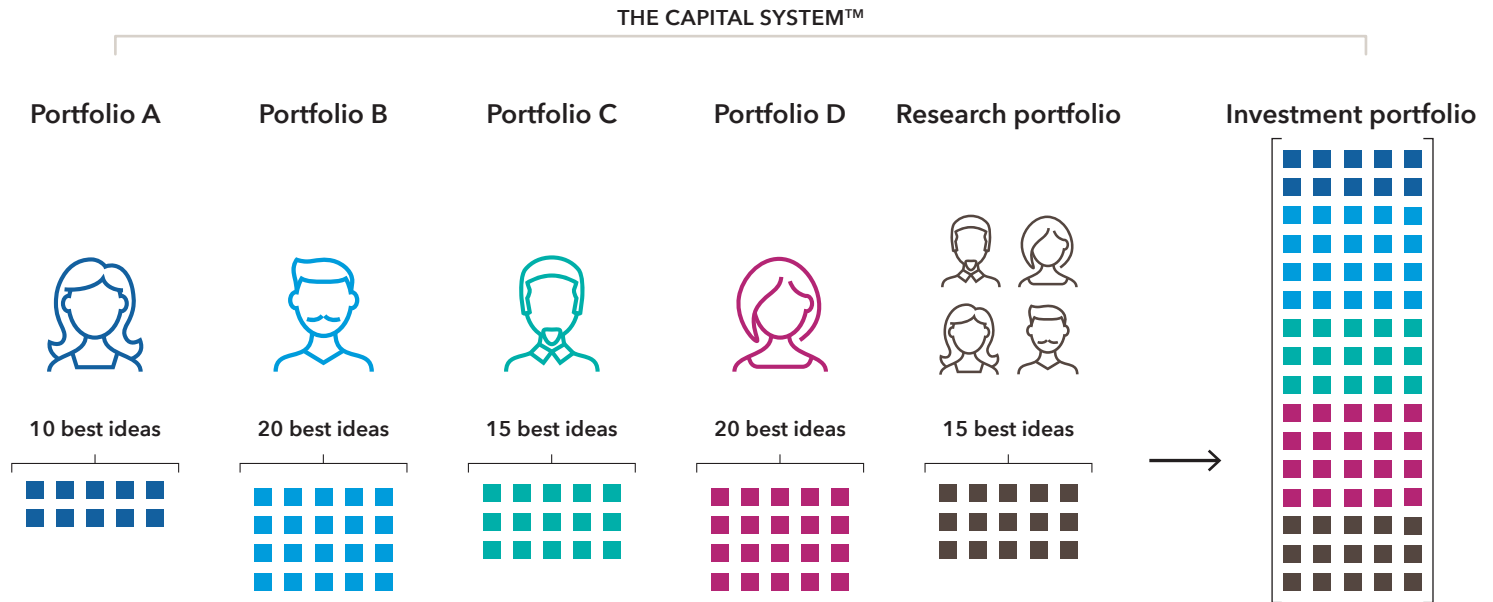 THE CAPITAL SYSTEM™
Portfolio A
Portfolio B
Portfolio C
Portfolio D
Research portfolio
Investment portfolio
10 best ideas
20 best ideas
15 best ideas
20 best ideas
15 best ideas